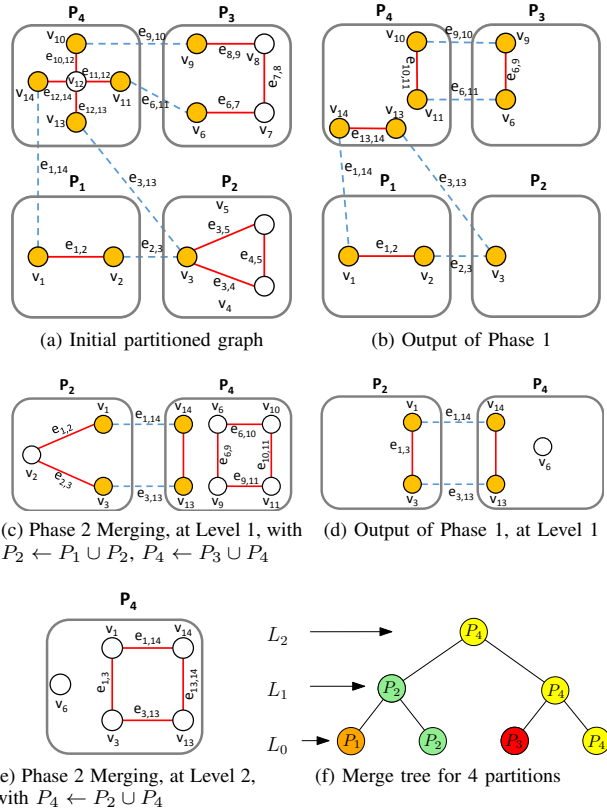 P4
P3
v10
e9,10
v9
e8,9
v8
e10,12
e11,12
v12
v14
e12,14
v11
e7,8
e12,13
e6,11
e6,7
v13
v6
v7
e1,14
e3,13
P1
P2
v5
e3,5
e1,2
e2,3
e4,5
v1
v2
v3
e3,4
v4
(a) Initial partitioned graph
P4
P3
v10
e9,10
v9
e10,11
e6,9
e6,11
v11
v6
v14
v13
e13,14
e1,14
e3,13
P1
P2
e1,2
e2,3
v1
v2
v3
(b) Output of Phase 1
P2
P4
v1
e1,14
v14
v6
v10
e1,2
e6,10
v2
e6,9
e10,11
e2,3
e9,11
v3
e3,13
v13
v9
v11
(c) Phase 2 Merging, at Level 1, with
P2 ← P1 ∪ P2, P4 ← P3 ∪ P4
P2
P4
v1
e1,14
v14
e1,3
v6
v3
e3,13
v13
(d) Output of Phase 1, at Level 1
P4
v1
e1,14
v14
e1,3
e13,14
v6
e3,13
v3
v13
e) Phase 2 Merging, at Level 2,
with P4 ← P2 ∪ P4
L2
P4
L1
P2
P4
L0
P1
P2
P3
P4
(f) Merge tree for 4 partitions